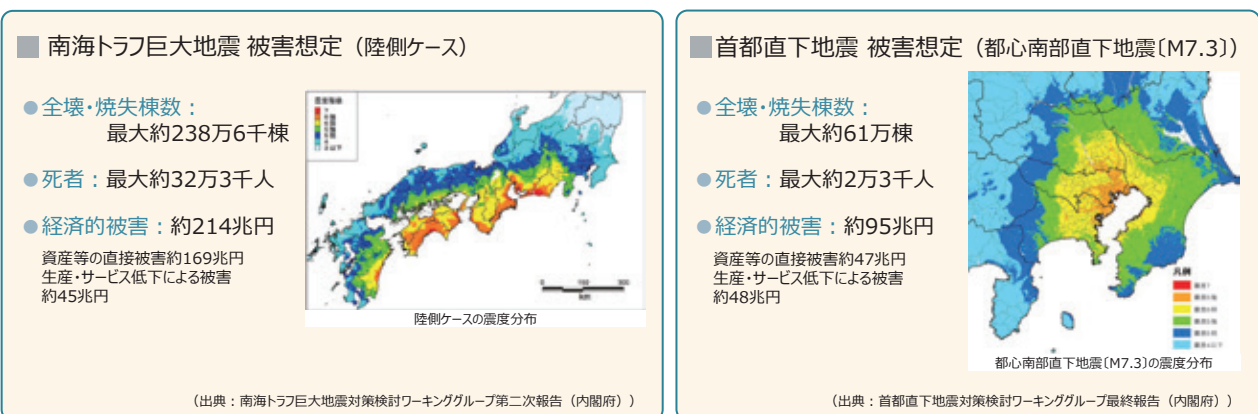 南海トラフ巨大地震 被害想定（陸側ケース）
●全壊・焼失棟数：
最大約238万6千棟
●死者：最大約32万3千人
●経済的被害：約214兆円
資産等の直接被害約169兆円
生産・サービス低下による被害
約45兆円
陸側ケースの震度分布
（出典：南海トラフ巨大地震対策検討ワーキンググループ第二次報告（内閣府））
首都直下地震 被害想定（都心南部直下地震〔M7.3〕）
●全壊・焼失棟数：
最大約61万棟
●死者：最大約2万3千人
●経済的被害：約95兆円
資産等の直接被害約47兆円
生産・サービス低下による被害
約48兆円
凡例
都心南部直下地震〔M7.3〕の震度分布
（出典：首都直下地震対策検討ワーキンググループ最終報告（内閣府））